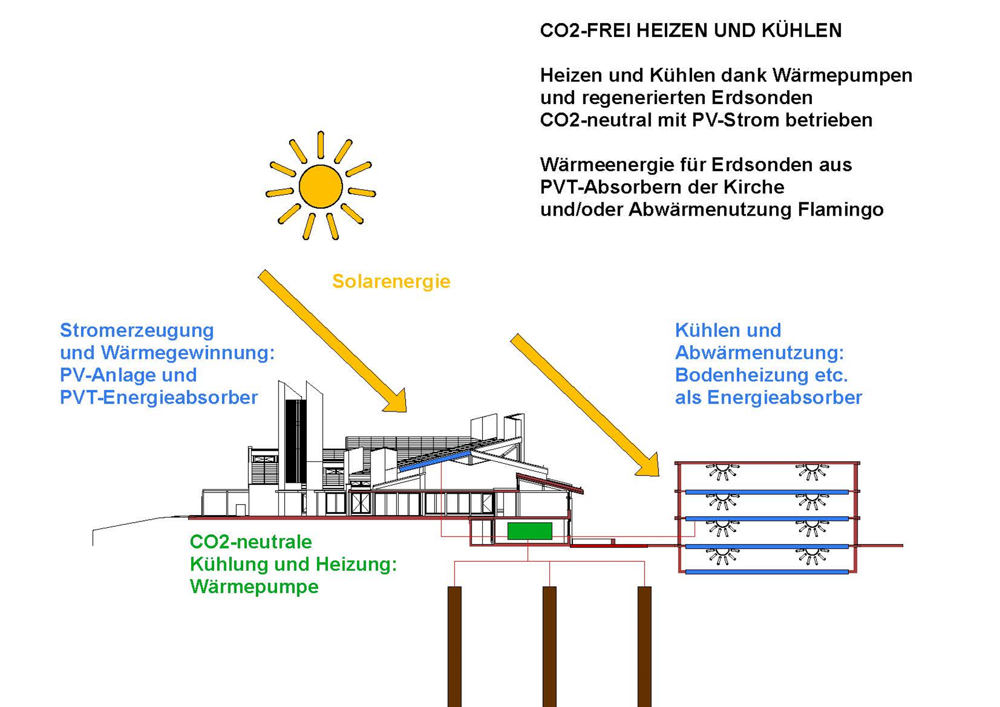 CO2-FREI HEIZEN UND KÜHLEN
Heizen und Kühlen dank Wärmepumpen
und regenerierten Erdsonden
CO2-neutral mit PV-Strom betrieben
Wärmeenergie für Erdsonden aus
PVT-Absorbern der Kirche
und/oder Abwärmenutzung Flamingo
Solarenergie
Stromerzeugung
und Wärmegewinnung:
PV-Anlage und
PVT-Energieabsorber
Kühlen und
Abwärmenutzung:
Bodenheizung etc.
als Energieabsorber
CO2-neutrale
Kühlung und Heizung:
Wärmepumpe